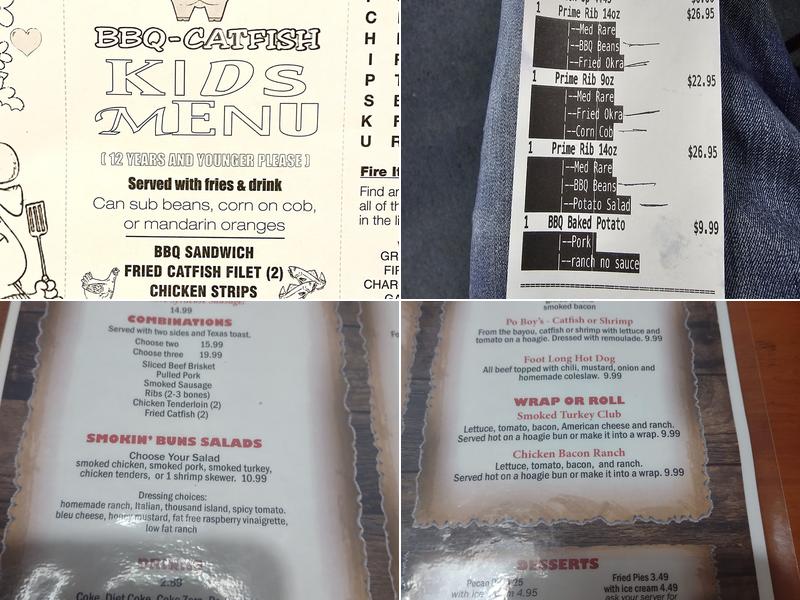 BBQ-CATFISH
KIDS
MENU
( 12 YEARS AND YOUNGER PLEASE )
Served with fries & drink
Can sub beans, corn on cob,
or mandarin oranges
BBQ SANDWICH
FRIED CATFISH FILET (2)
CHICKEN STRIPS
C
H
I
P
S
K
U
Find
all of
in the
1 Prime Rib 14oz $26.95
|--Med Rare
|--BBQ Beans
|--Fried Okra
1 Prime Rib 9oz $22.95
|--Med Rare
|--Fried Okra
|--Corn Cob
1 Prime Rib 14oz $26.95
|--Med Rare
|--BBQ Beans
|--Potato Salad
1 BBQ Baked Potato $9.99
|--Pork
|--ranch no sauce
14.99
COMBINATIONS
Served with two sides and Texas toast.
Choose two 15.99
Choose three 19.99
Sliced Beef Brisket
Pulled Pork
Smoked Sausage
Ribs (2-3 bones)
Chicken Tenderloin (2)
Fried Catfish (2)
SMOKIN' BUNS SALADS
Choose Your Salad
smoked chicken, smoked pork, smoked turkey,
chicken tenders, or 1 shrimp skewer. 10.99
Dressing choices:
homemade ranch, Italian, thousand island, spicy tomato.
bleu cheese, honey mustard, fat free raspberry vinaigrette,
low fat ranch
DRINKS
2.89
Coke, Diet Coke, Coke Zero,
smoked bacon
Po Boy's - Catfish or Shrimp
From the bayou, catfish or shrimp with lettuce and
tomato on a hoagie. Dressed with remoulade. 9.99
Foot Long Hot Dog
All beef topped with chili, mustard, onion and
homemade coleslaw. 9.99
WRAP OR ROLL
Smoked Turkey Club
Lettuce, tomato, bacon, American cheese and ranch.
Served hot on a hoagie bun or make it into a wrap. 9.99
Chicken Bacon Ranch
Lettuce, tomato, bacon, and ranch.
Served hot on a hoagie bun or make it into a wrap. 9.99
DESSERTS
Pecan
with ice 4.95
Fried Pies 3.49
with ice cream 4.49
ask your server for